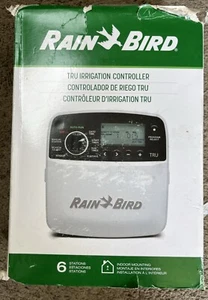 RAIN BIRD
TRU IRRIGATION CONTROLLER
CONTROLADOR DE RIEGO TRU
CONTRÔLEUR D'IRRIGATION TRU
TRU
RAIN BIRD
6 STATIONS
ESTACIONES
STATIONS
INDOOR MOUNTING
MONTAJE EN INTERIORES
INSTALLATION À L'INTÉRIEUR